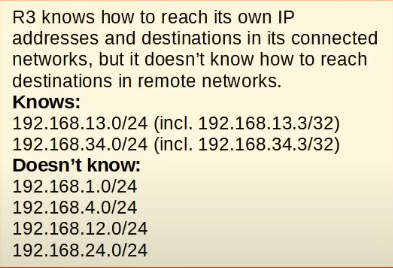 R3 knows how to reach its own IP
addresses and destinations in its connected
networks, but it doesn’t know how to reach
destinations in remote networks.
Knows:
192.168.13.0/24 (incl. 192.168.13.3/32)
192.168.34.0/24 (incl. 192.168.34.3/32)
Doesn’t know:
192.168.1.0/24
192.168.4.0/24
192.168.12.0/24
192.168.24.0/24